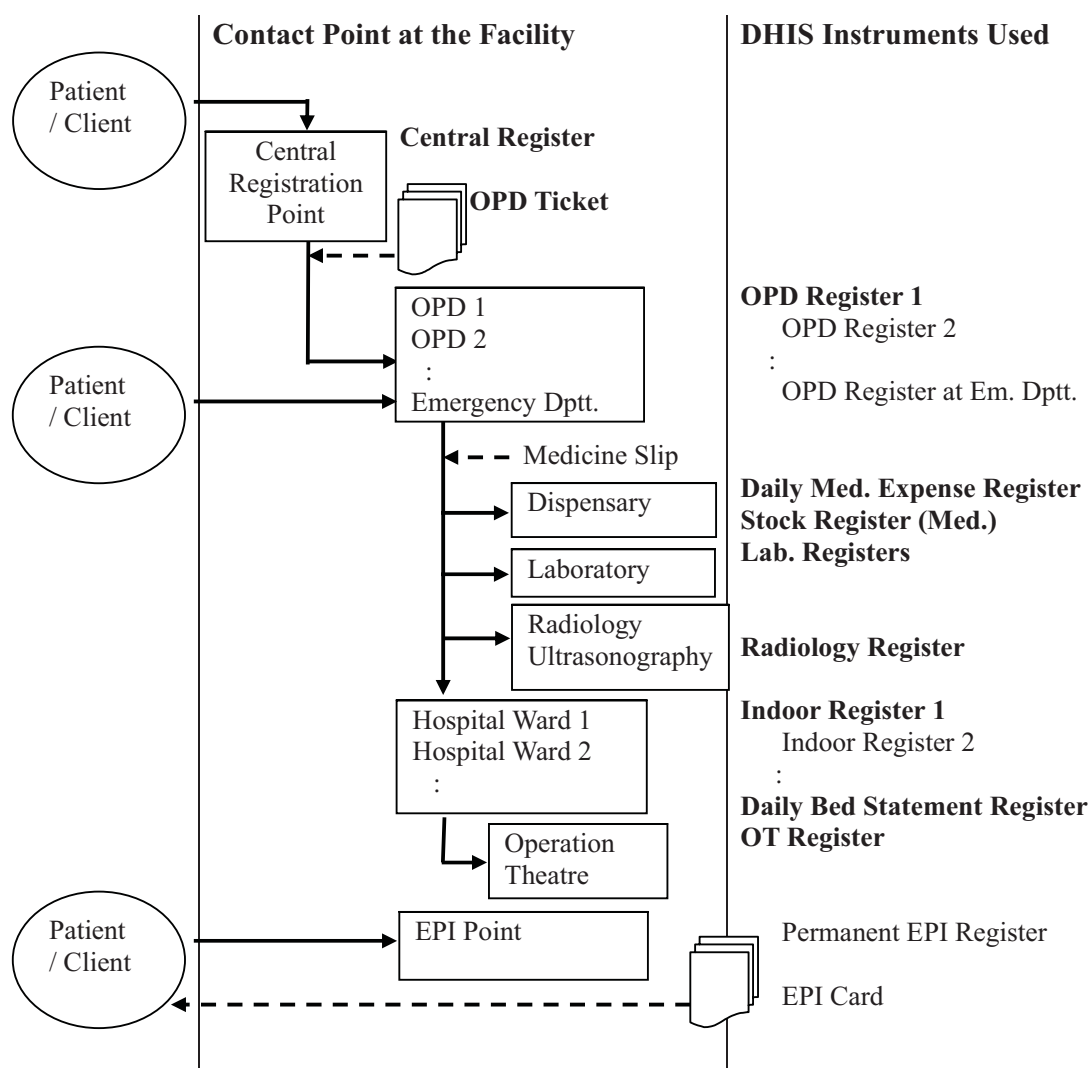 Contact Point at the Facility
DHIS Instruments Used
Patient
/ Client
Central Register
Central
Registration
Point
OPD Ticket
OPD 1
OPD 2
:
Emergency Dptt.
OPD Register 1
OPD Register 2
:
OPD Register at Em. Dptt.
Patient
/ Client
Medicine Slip
Dispensary
Daily Med. Expense Register
Stock Register (Med.)
Lab. Registers
Laboratory
Radiology
Ultrasonography
Radiology Register
Hospital Ward 1
Hospital Ward 2
:
Indoor Register 1
Indoor Register 2
:
Daily Bed Statement Register
OT Register
Operation
Theatre
Patient
/ Client
EPI Point
Permanent EPI Register
EPI Card